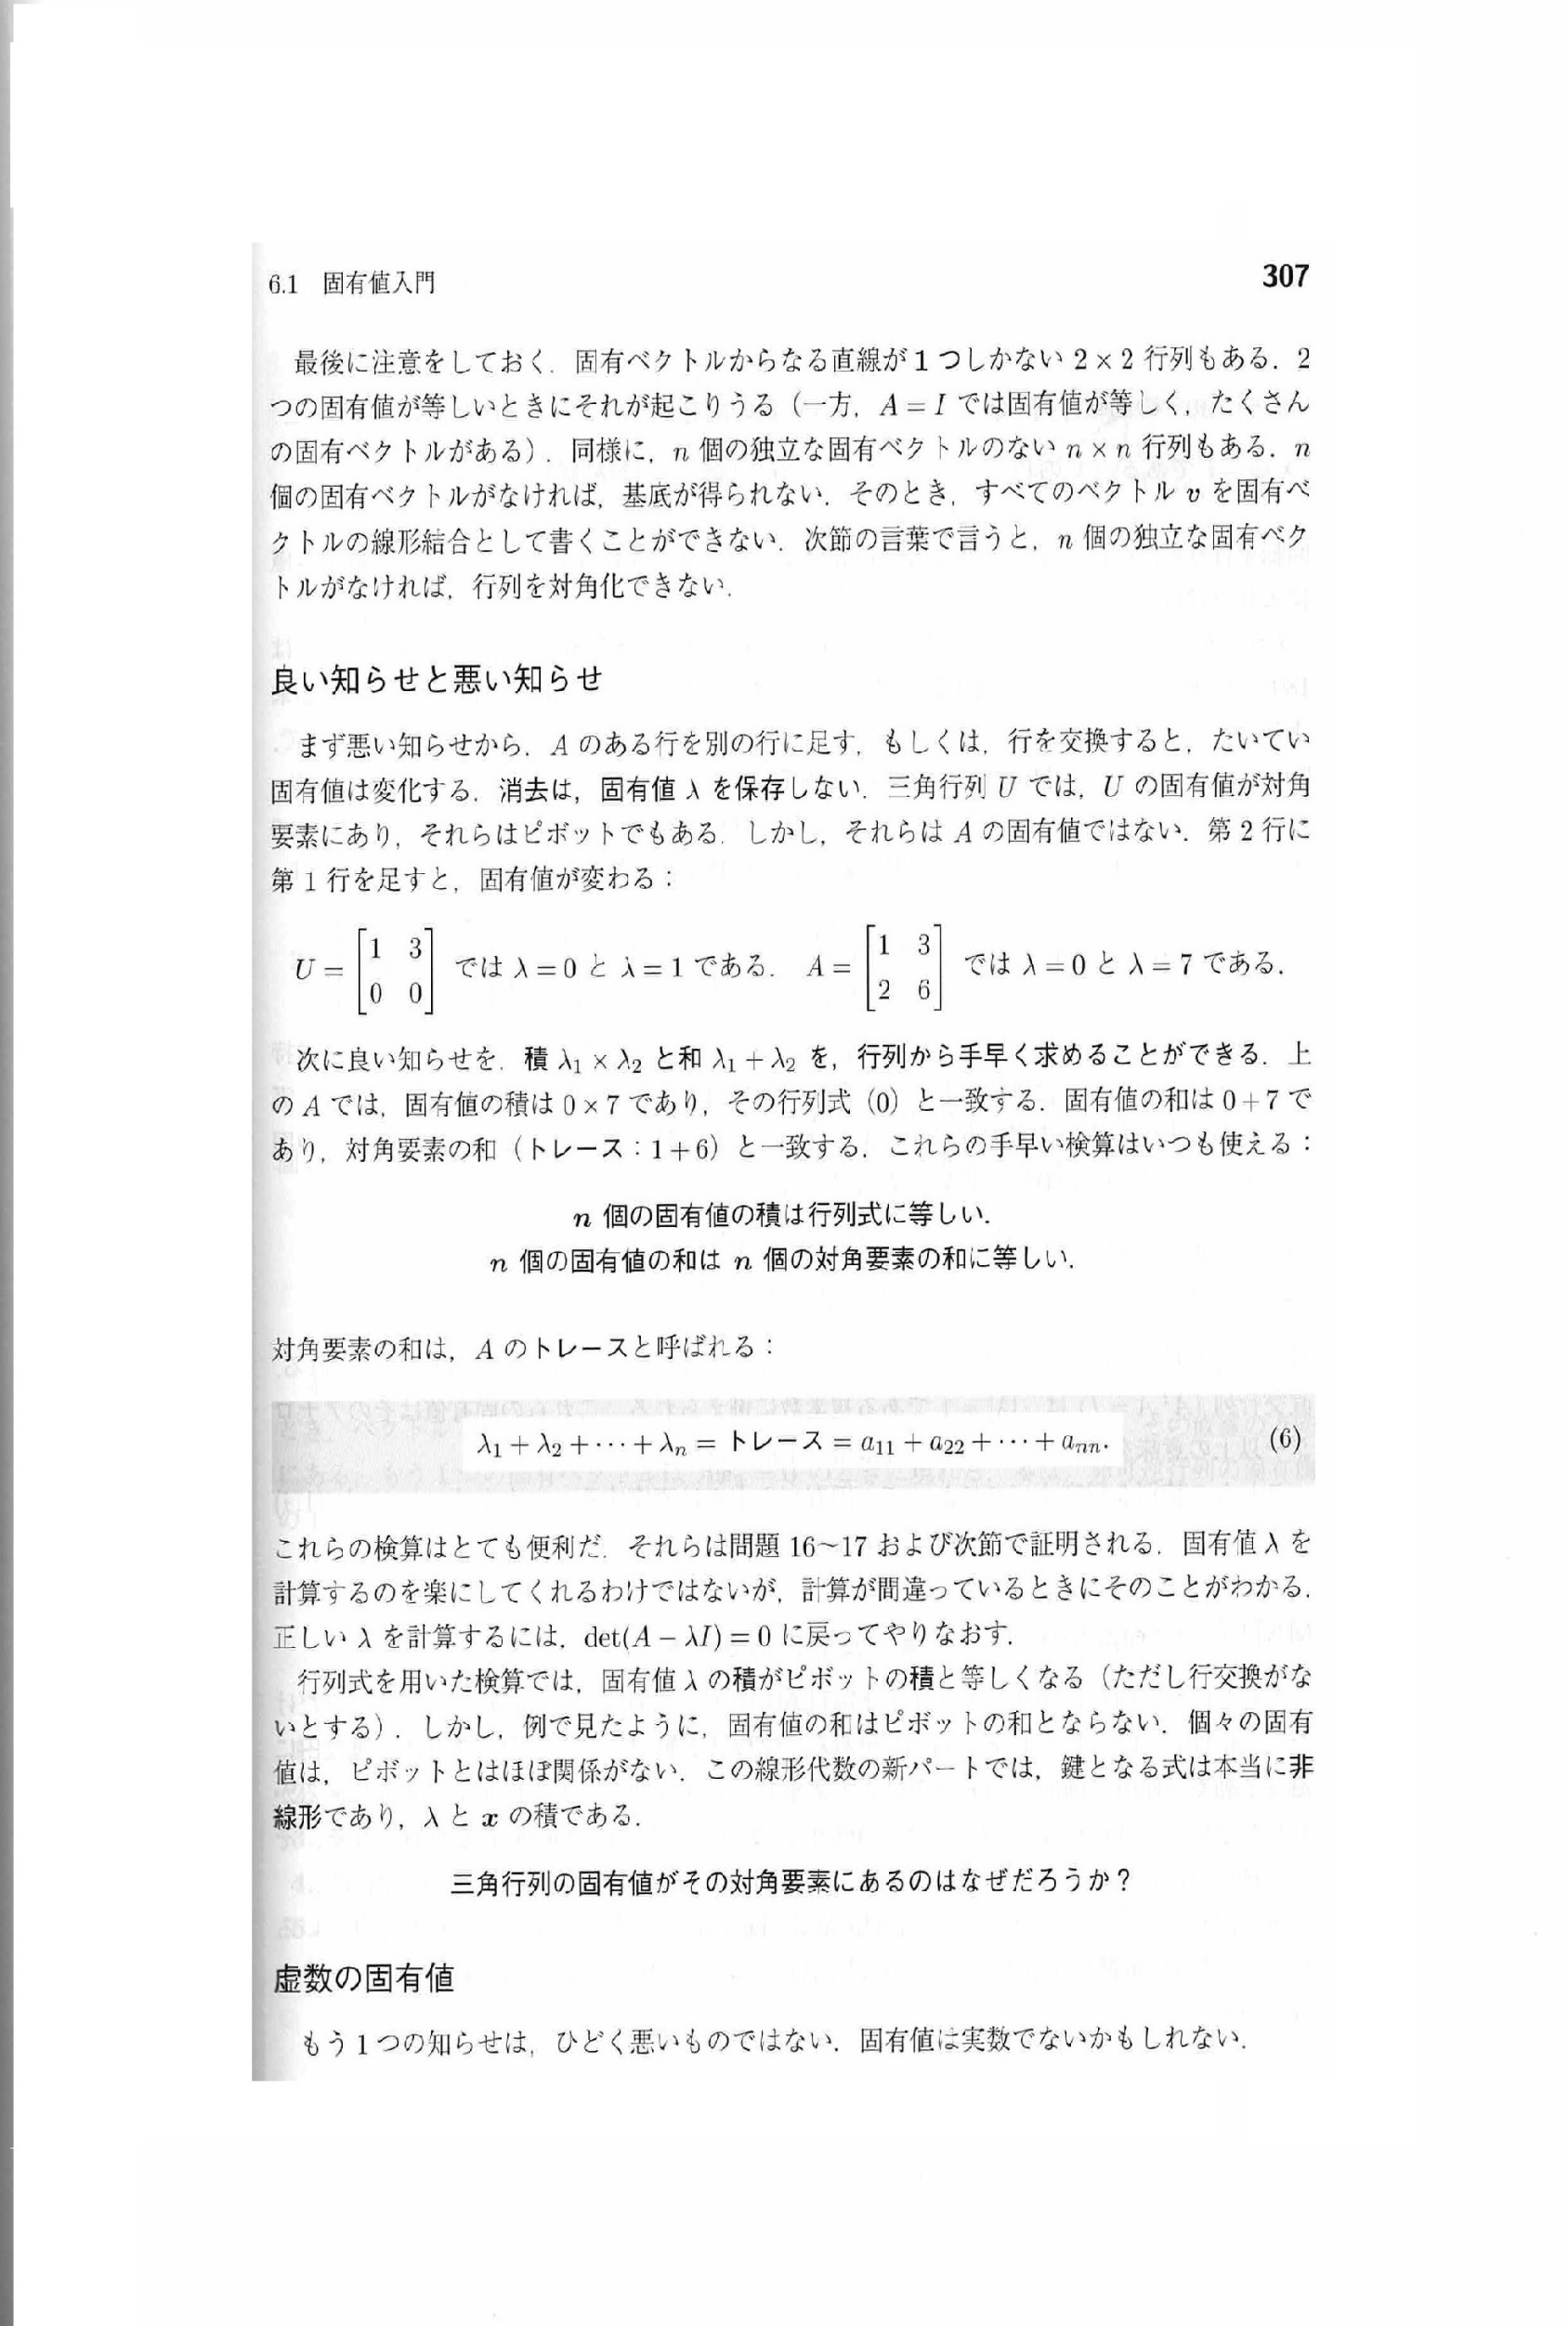 6.1 固有値入門 307
最後に注意をしておく．固有ベクトルからなる直線が1つしかない 2×2 行列もある．2
つの固有値が等しいときにそれが起こりうる（一方，A = I では固有値が等しく，たくさん
の固有ベクトルがある）．同様に，n 個の独立な固有ベクトルのない n×n 行列もある．n
個の固有ベクトルがなければ，基底が得られない．そのとき，すべてのベクトル v を固有ベ
クトルの線形結合として書くことができない．次節の言葉で言うと，n 個の独立な固有ベク
トルがなければ，行列を対角化できない．
良い知らせと悪い知らせ
まず悪い知らせから．A のある行を別の行に足す，もしくは，行を交換すると，たいてい
固有値は変化する．消去は，固有値 λ を保存しない．三角行列 U では，U の固有値が対角
要素にあり，それらはピボットでもある．しかし，それらは A の固有値ではない．第 2 行に
第 1 行を足すと，固有値が変わる：
U = [1 3; 0 0] では λ = 0 と λ = 1 である． A = [1 3; 2 6] では λ = 0 と λ = 7 である．
次に良い知らせを．積 λ₁ × λ₂ と和 λ₁ + λ₂ を，行列から手早く求めることができる．上
の A では，固有値の積は 0×7 であり，その行列式（0）と一致する．固有値の和は 0+7 で
あり，対角要素の和（トレース：1+6）と一致する．これらの手早い検算はいつも使える：
n 個の固有値の積は行列式に等しい．
n 個の固有値の和は n 個の対角要素の和に等しい．
対角要素の和は，A のトレースと呼ばれる：
λ₁ + λ₂ + ⋯ + λₙ = トレース = a₁₁ + a₂₂ + ⋯ + aₙₙ. (6)
これらの検算はとても便利だ．それらは問題 16～17 および次節で証明される．固有値 λ を
計算するのを楽にしてくれるわけではないが，計算が間違っているときにそのことがわかる．
正しい λ を計算するには，det(A − λI) = 0 に戻ってやりなおす．
行列式を用いた検算では，固有値 λ の積がピボットの積と等しくなる（ただし行交換がな
いとする）．しかし，例で見たように，固有値の和はピボットの和とならない．個々の固有
値は，ピボットとはほぼ関係がない．この線形代数の新パートでは，鍵となる式は本当に非
線形であり，λ と x の積である．
三角行列の固有値がその対角要素にあるのはなぜだろうか？
虚数の固有値
もう 1 つの知らせは，ひどく悪いものではない．固有値は実数でないかもしれない．